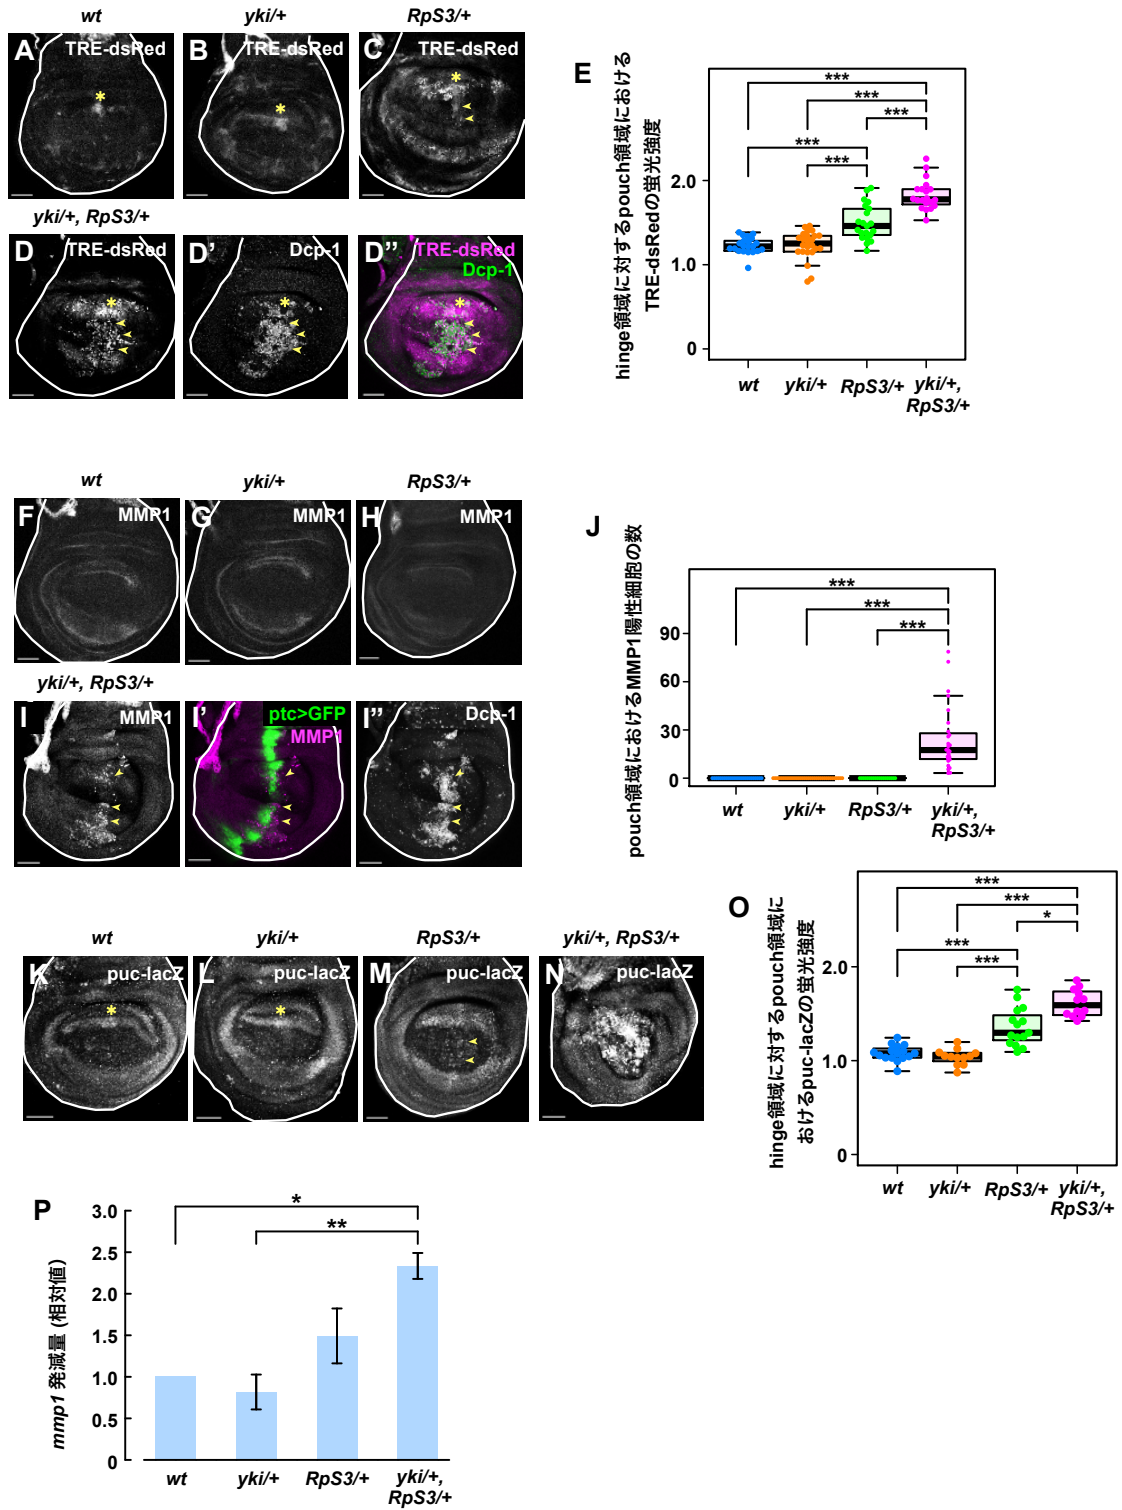 wt
yki/+
RpS3/+
A
TRE-dsRed
B
TRE-dsRed
C
TRE-dsRed
*
*
*
yki/+, RpS3/+
D
TRE-dsRed
D'
Dcp-1
D''
TRE-dsRed
Dcp-1
*
*
*
E
hinge領域に対するpouch領域における
TRE-dsRedの蛍光強度
***
***
***
***
***
2.0
1.0
0
wt
yki/+
RpS3/+
yki/+,
RpS3/+
wt
yki/+
RpS3/+
F
MMP1
G
MMP1
H
MMP1
yki/+, RpS3/+
I
MMP1
I'
ptc>GFP
MMP1
I''
Dcp-1
J
pouch領域におけるMMP1陽性細胞の数
***
***
***
90
60
30
0
wt
yki/+
RpS3/+
yki/+,
RpS3/+
wt
yki/+
RpS3/+
yki/+, RpS3/+
K
puc-lacZ
L
puc-lacZ
M
puc-lacZ
N
puc-lacZ
*
*
O
hinge領域に対するpouch領域に
おけるpuc-lacZの蛍光強度
***
***
*
***
***
2.0
1.0
0
wt
yki/+
RpS3/+
yki/+,
RpS3/+
P
mmp1 発減量 (相対値)
*
**
3.0
2.5
2.0
1.5
1.0
0.5
0
wt
yki/+
RpS3/+
yki/+,
RpS3/+